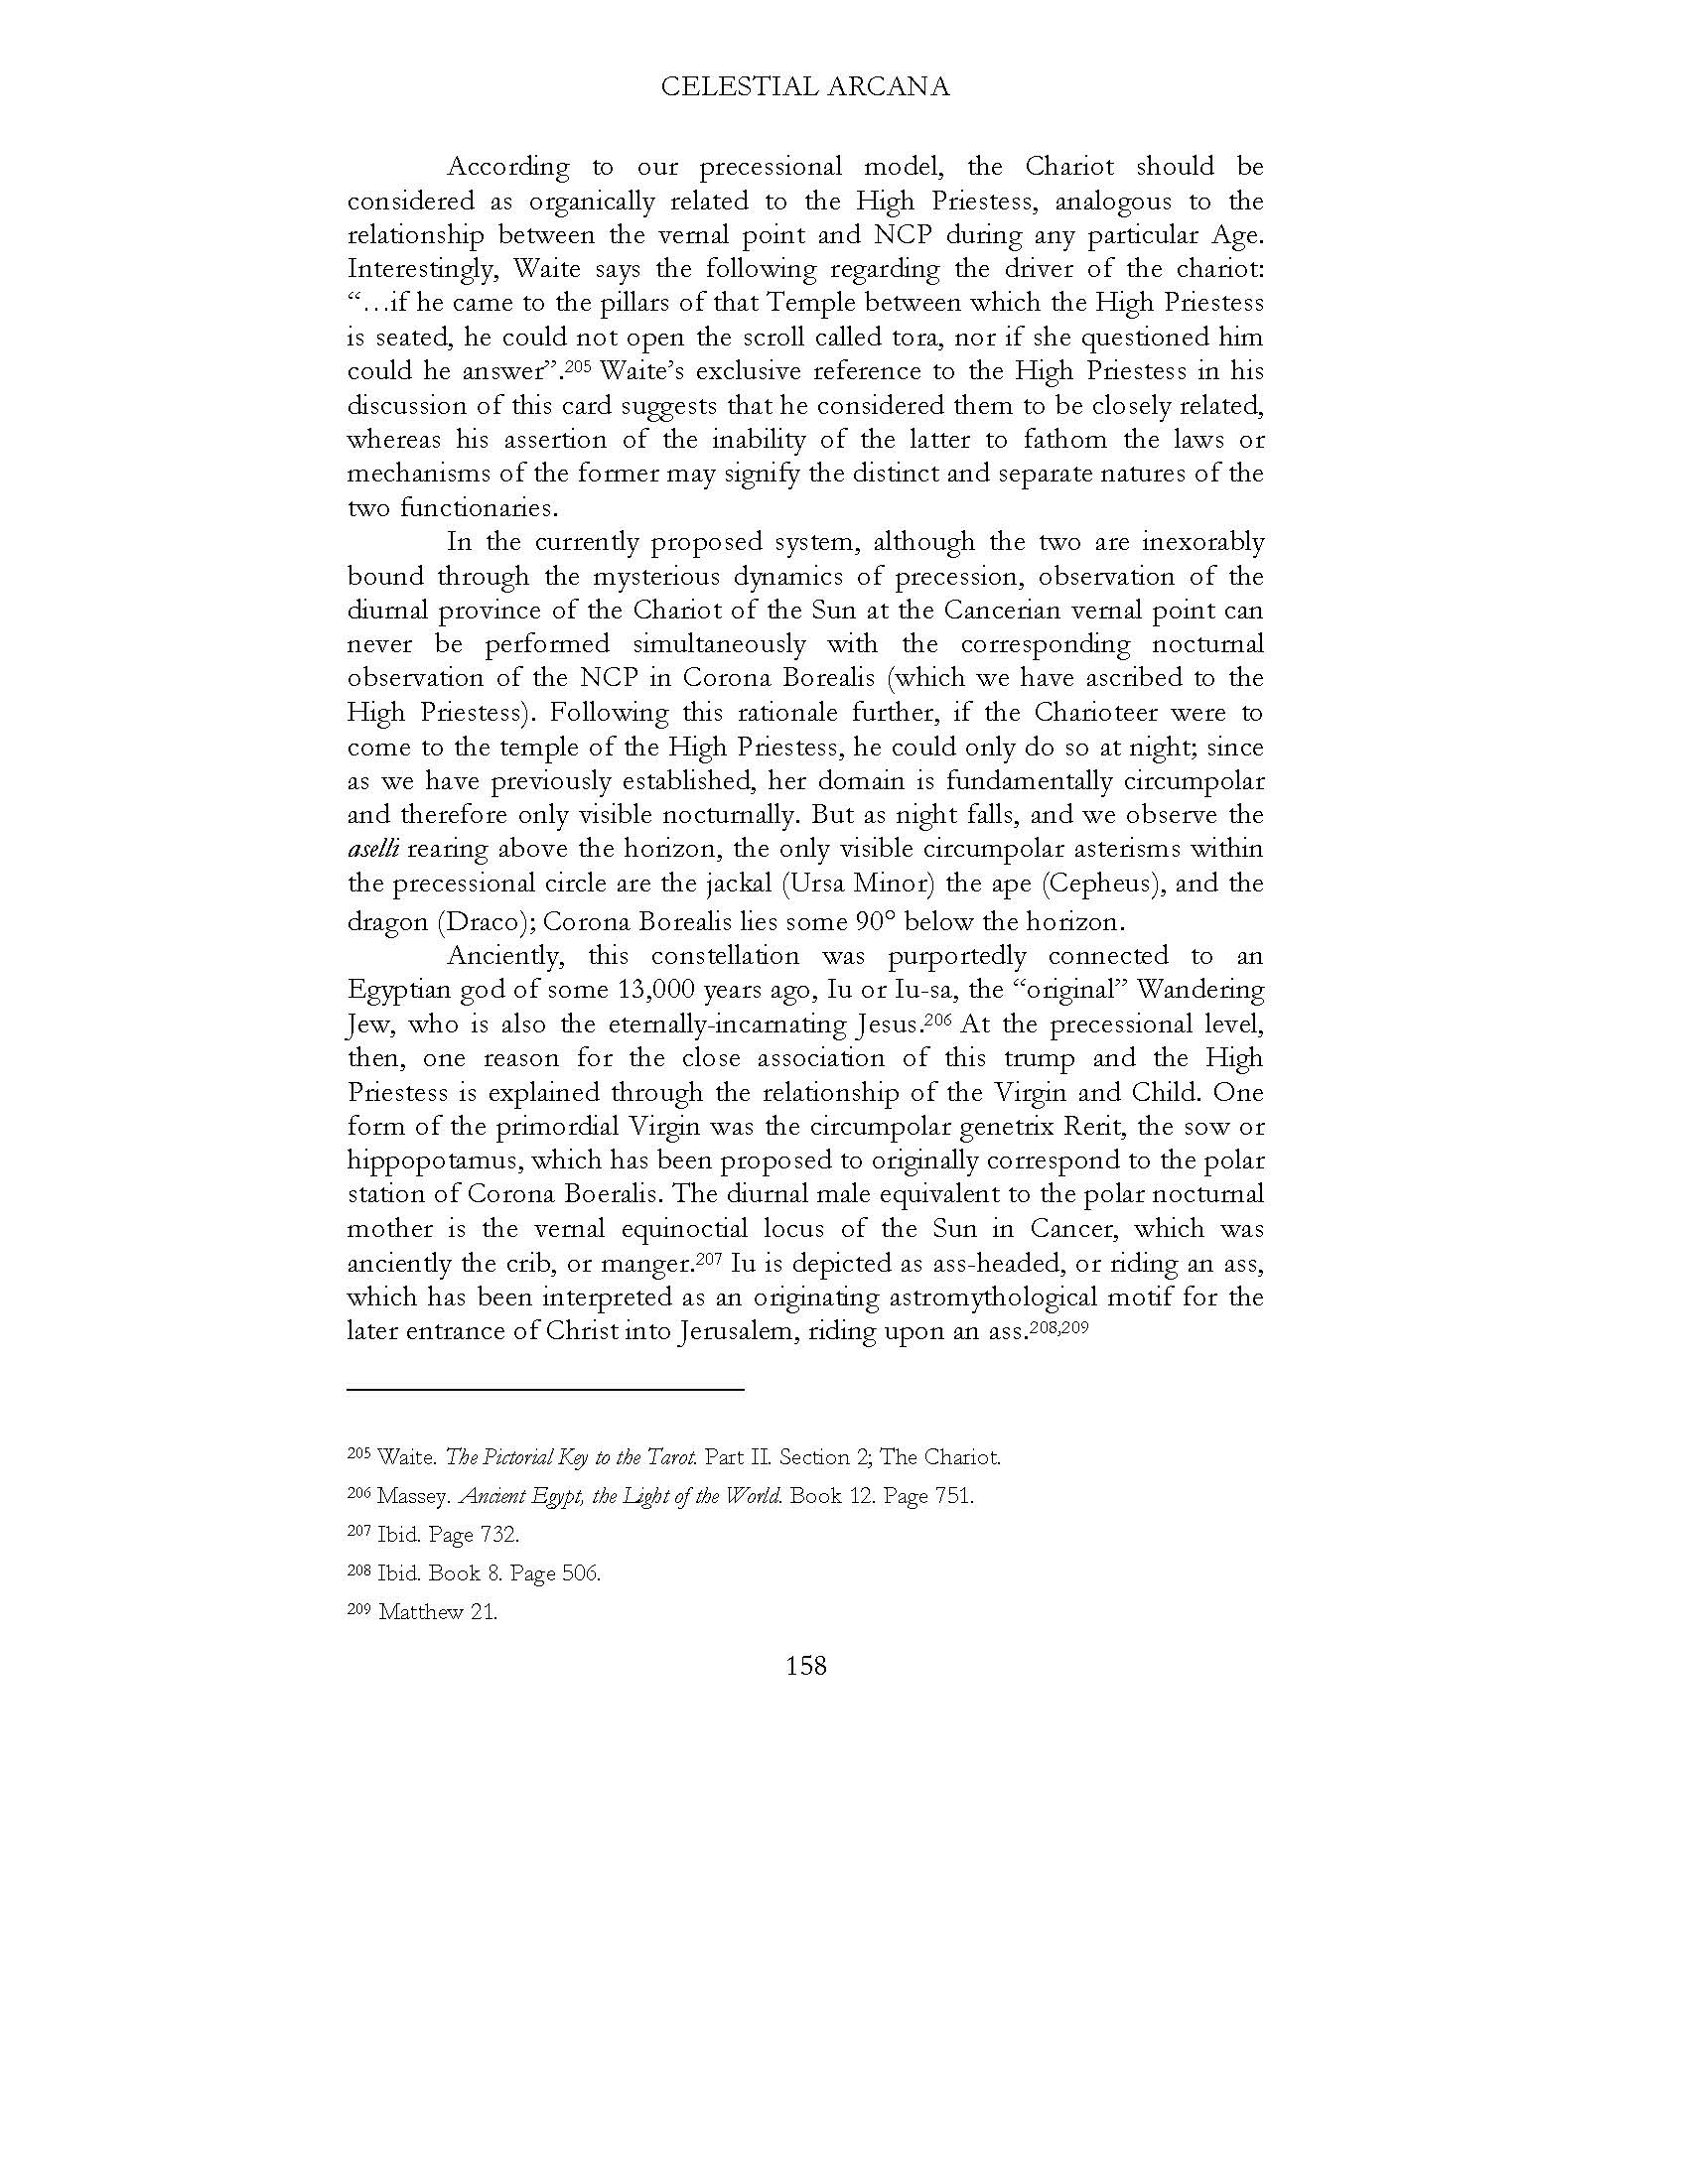 CELESTIAL ARCANA
According to our precessional model, the Chariot should be
considered as organically related to the High Priestess, analogous to the
relationship between the vernal point and NCP during any particular Age.
Interestingly, Waite says the following regarding the driver of the chariot:
“…if he came to the pillars of that Temple between which the High Priestess
is seated, he could not open the scroll called tora, nor if she questioned him
could he answer”.205 Waite’s exclusive reference to the High Priestess in his
discussion of this card suggests that he considered them to be closely related,
whereas his assertion of the inability of the latter to fathom the laws or
mechanisms of the former may signify the distinct and separate natures of the
two functionaries.
In the currently proposed system, although the two are inexorably
bound through the mysterious dynamics of precession, observation of the
diurnal province of the Chariot of the Sun at the Cancerian vernal point can
never be performed simultaneously with the corresponding nocturnal
observation of the NCP in Corona Borealis (which we have ascribed to the
High Priestess). Following this rationale further, if the Charioteer were to
come to the temple of the High Priestess, he could only do so at night; since
as we have previously established, her domain is fundamentally circumpolar
and therefore only visible nocturnally. But as night falls, and we observe the
aselli rearing above the horizon, the only visible circumpolar asterisms within
the precessional circle are the jackal (Ursa Minor) the ape (Cepheus), and the
dragon (Draco); Corona Borealis lies some 90° below the horizon.
Anciently, this constellation was purportedly connected to an
Egyptian god of some 13,000 years ago, Iu or Iu-sa, the “original” Wandering
Jew, who is also the eternally-incarnating Jesus.206 At the precessional level,
then, one reason for the close association of this trump and the High
Priestess is explained through the relationship of the Virgin and Child. One
form of the primordial Virgin was the circumpolar genetrix Rerit, the sow or
hippopotamus, which has been proposed to originally correspond to the polar
station of Corona Boeralis. The diurnal male equivalent to the polar nocturnal
mother is the vernal equinoctial locus of the Sun in Cancer, which was
anciently the crib, or manger.207 Iu is depicted as ass-headed, or riding an ass,
which has been interpreted as an originating astromythological motif for the
later entrance of Christ into Jerusalem, riding upon an ass.208,209
205 Waite. The Pictorial Key to the Tarot. Part II. Section 2; The Chariot.
206 Massey. Ancient Egypt, the Light of the World. Book 12. Page 751.
207 Ibid. Page 732.
208 Ibid. Book 8. Page 506.
209 Matthew 21.
158